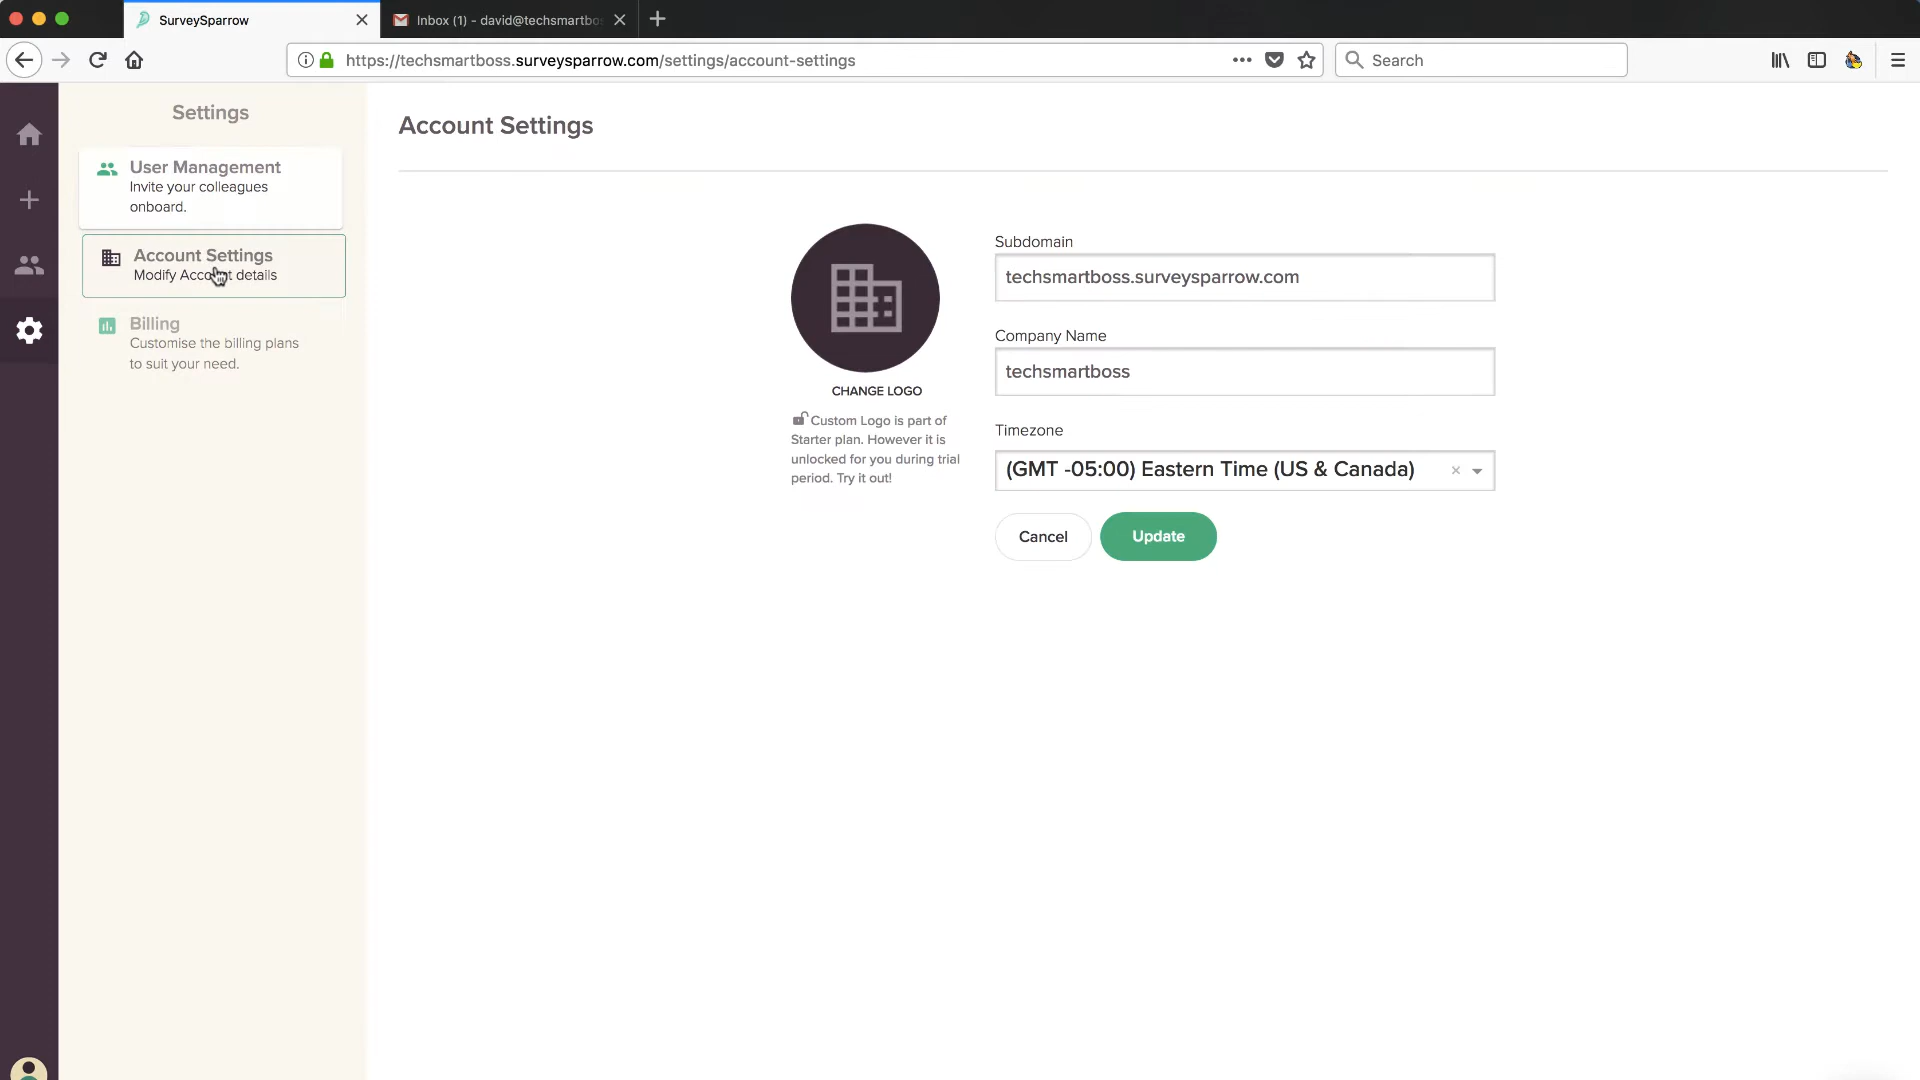 SurveySparrow
Inbox (1) - david@techsmartbos
https://techsmartboss.surveysparrow.com/settings/account-settings
Search
Settings
User Management
Invite your colleagues
onboard.
Account Settings
Modify Account details
Billing
Customise the billing plans
to suit your need.
Account Settings
CHANGE LOGO
Custom Logo is part of
Starter plan. However it is
unlocked for you during trial
period. Try it out!
Subdomain
techsmartboss.surveysparrow.com
Company Name
techsmartboss
Timezone
(GMT -05:00) Eastern Time (US & Canada)
Cancel
Update